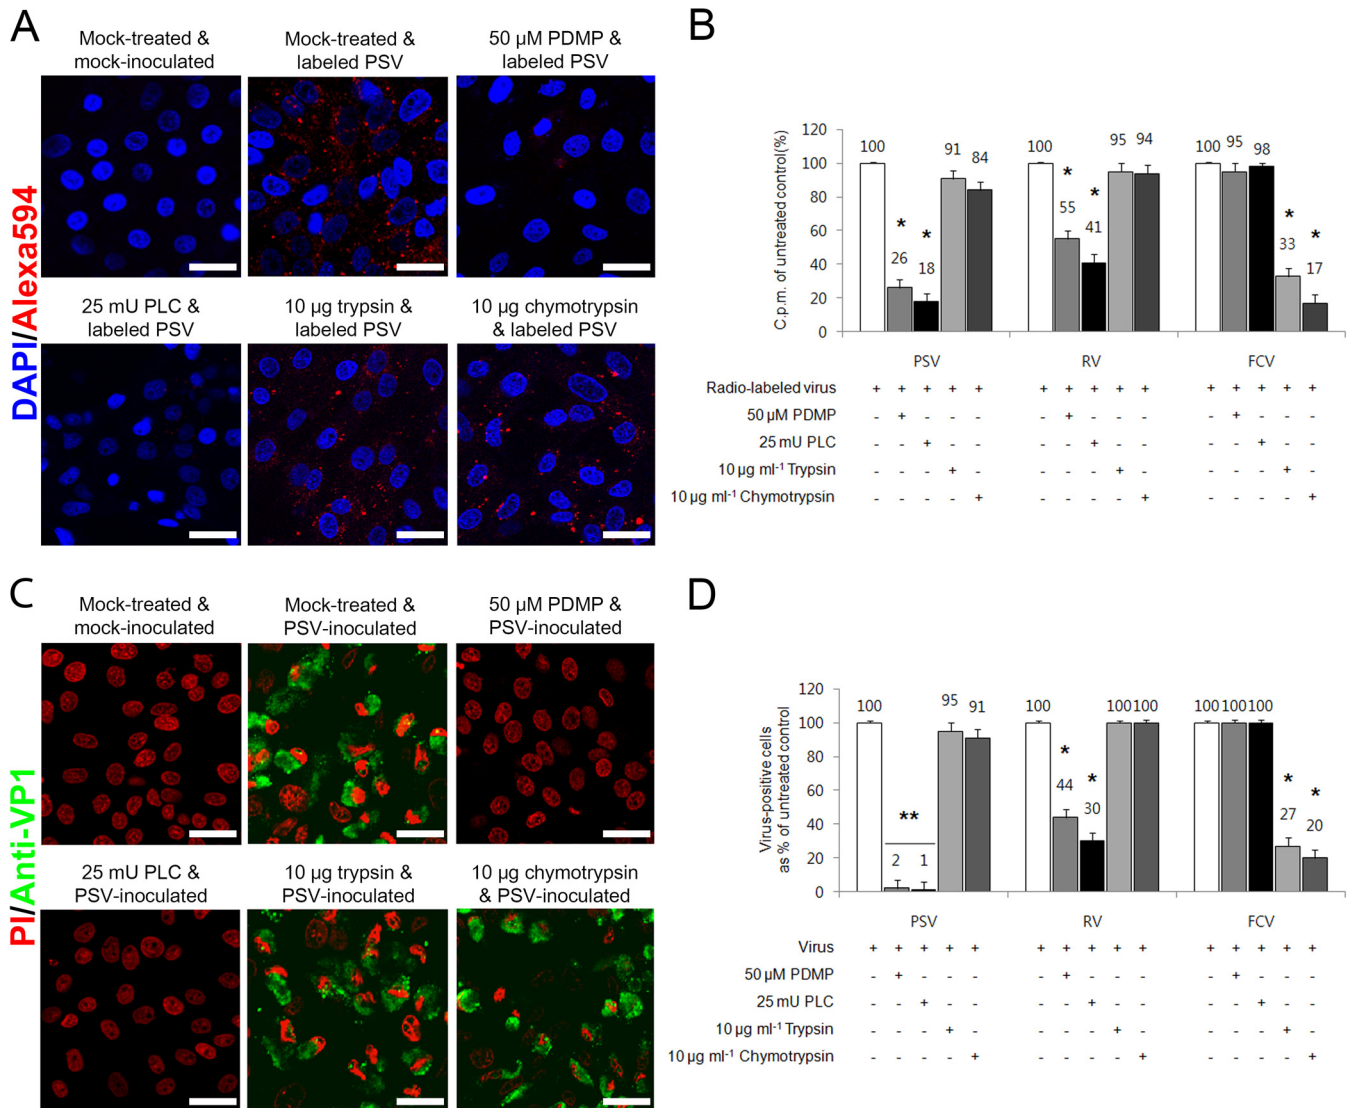 A
Mock-treated &
mock-inoculated
Mock-treated &
labeled PSV
50 µM PDMP &
labeled PSV
25 mU PLC &
labeled PSV
10 µg trypsin &
labeled PSV
10 µg chymotrypsin
& labeled PSV
DAPI/Alexa594
B
C.p.m. of untreated control(%)
120
100
80
60
40
20
0
100 26 18 91 84
100 55 41 95 94
100 95 98 33 17
* * * * * *
PSV RV FCV
Radio-labeled virus + + + + + + + + + + + + + + +
50 µM PDMP - + - - - - + - - - - + - - -
25 mU PLC - - + - - - - + - - - - + - -
10 µg ml-1 Trypsin - - - + - - - - + - - - - + -
10 µg ml-1 Chymotrypsin - - - - + - - - - + - - - - +
C
Mock-treated &
mock-inoculated
Mock-treated &
PSV-inoculated
50 µM PDMP &
PSV-inoculated
25 mU PLC &
PSV-inoculated
10 µg trypsin &
PSV-inoculated
10 µg chymotrypsin
& PSV-inoculated
PI/Anti-VP1
D
Virus-positive cells
as % of untreated control
120
100
80
60
40
20
0
100 2 1 95 91
100 44 30 100 100
100 100 100 27 20
** * * * *
PSV RV FCV
Virus + + + + + + + + + + + + + + +
50 µM PDMP - + - - - - + - - - - + - - -
25 mU PLC - - + - - - - + - - - - + - -
10 µg ml-1 Trypsin - - - + - - - - + - - - - + -
10 µg ml-1 Chymotrypsin - - - - + - - - - + - - - - +